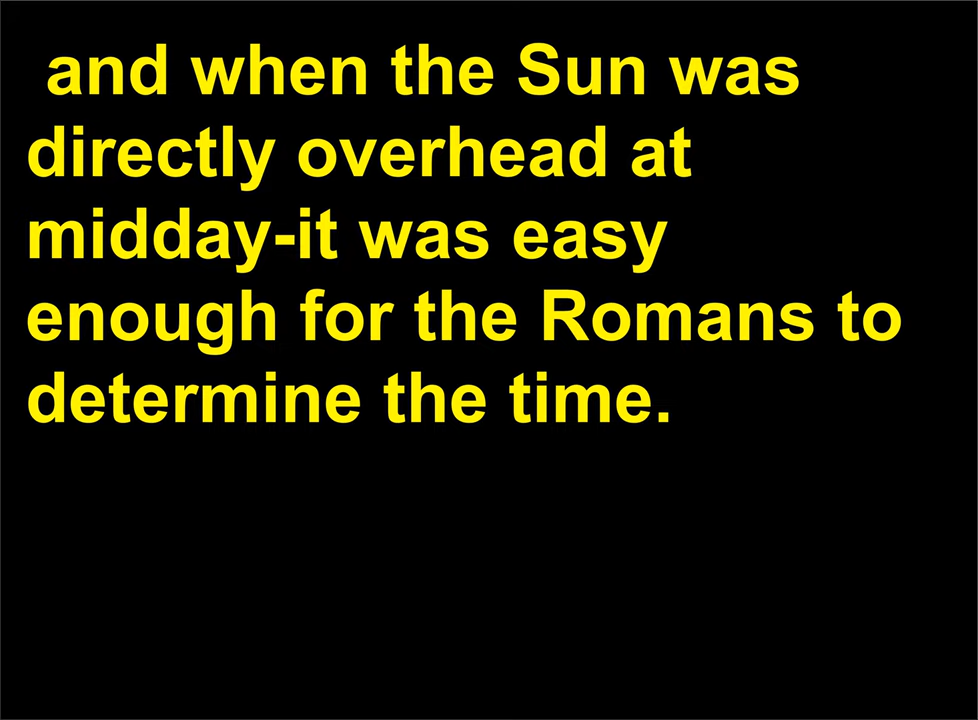 and when the Sun was
directly overhead at
midday-it was easy
enough for the Romans to
determine the time.